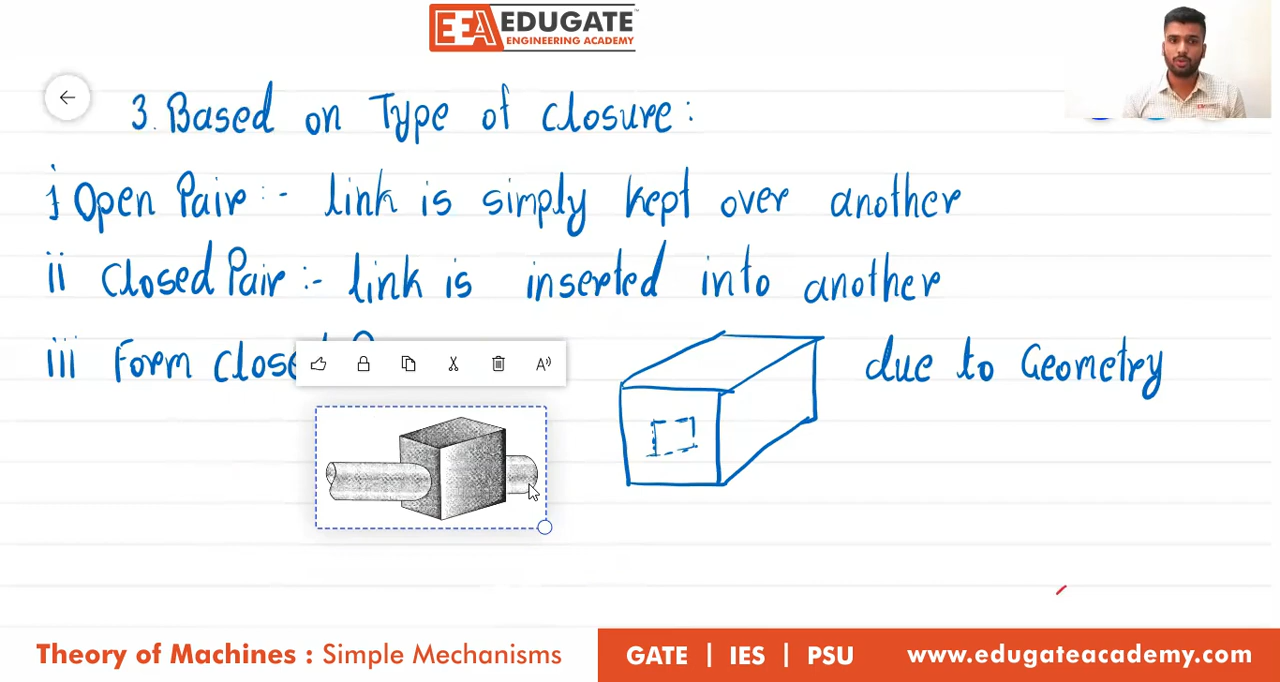 EEA EDUGATE
ENGINEERING ACADEMY
3. Based on Type of closure:
i Open Pair :- link is simply kept over another
ii Closed Pair :- link is inserted into another
iii Form close
due to Geometry
Theory of Machines : Simple Mechanisms
GATE | IES | PSU
www.edugateacademy.com